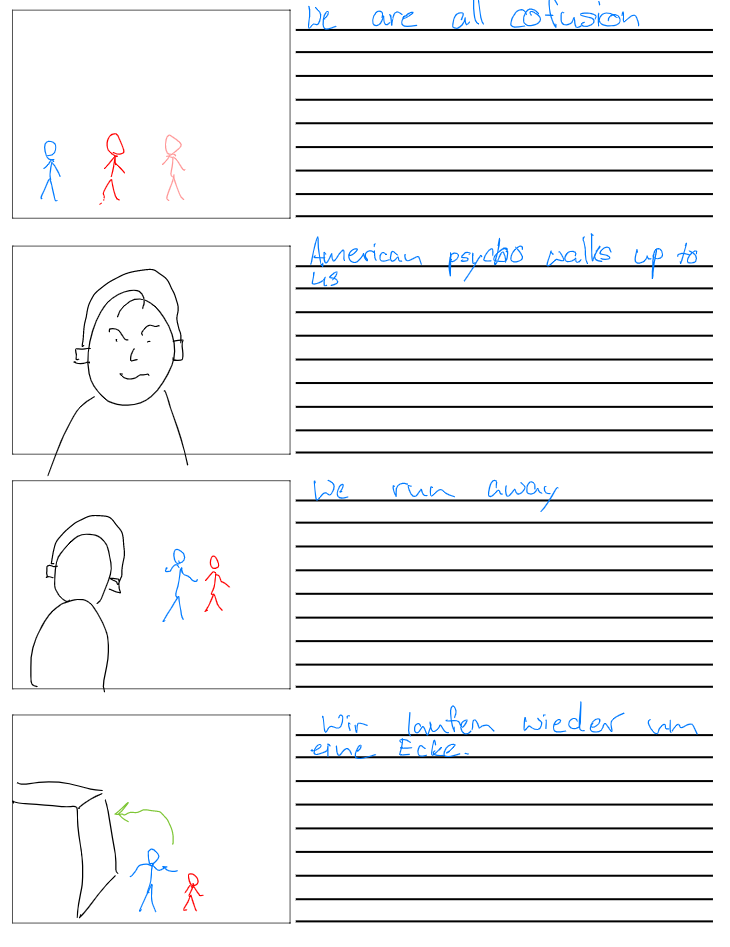 We are all cofusion
American psycho walks up to
us
We run away
Wir laufen wieder um
eine Ecke.